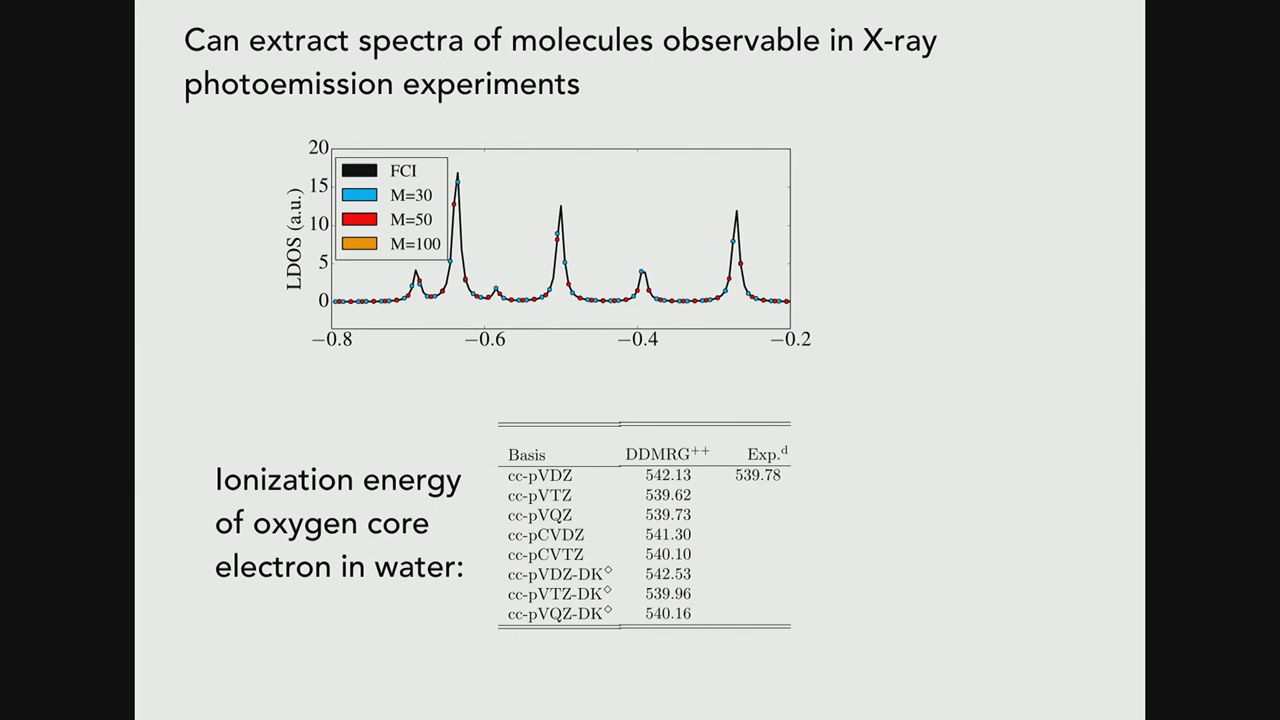 Can extract spectra of molecules observable in X-ray
photoemission experiments
20
15
10
5
0
LDOS (a.u.)
FCI
M=30
M=50
M=100
−0.8 −0.6 −0.4 −0.2
Ionization energy
of oxygen core
electron in water:
Basis DDMRG++ Exp.d
cc-pVDZ 542.13 539.78
cc-pVTZ 539.62
cc-pVQZ 539.73
cc-pCVDZ 541.30
cc-pCVTZ 540.10
cc-pVDZ-DK◇ 542.53
cc-pVTZ-DK◇ 539.96
cc-pVQZ-DK◇ 540.16